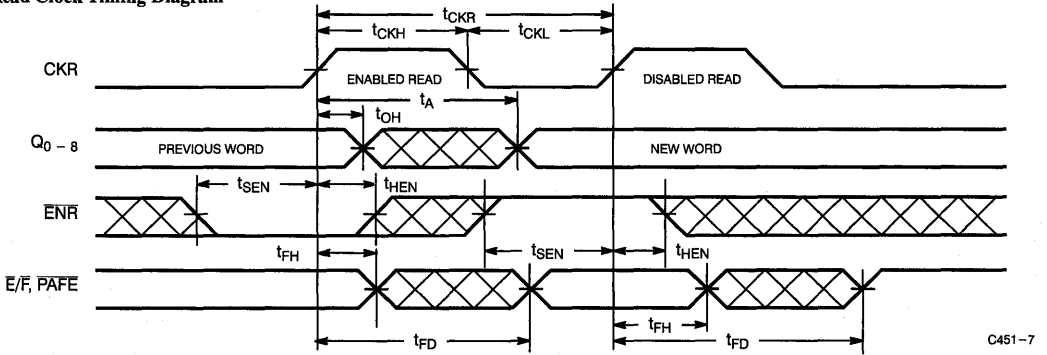 Read Clock Timing Diagram
tCKR
tCKH tCKL
CKR
ENABLED READ DISABLED READ
tA
tOH
Q0 – 8
PREVIOUS WORD NEW WORD
tSEN tHEN
ENR
tSEN tHEN
tFH
E/F, PAFE
tFH
tFD tFD
C451–7